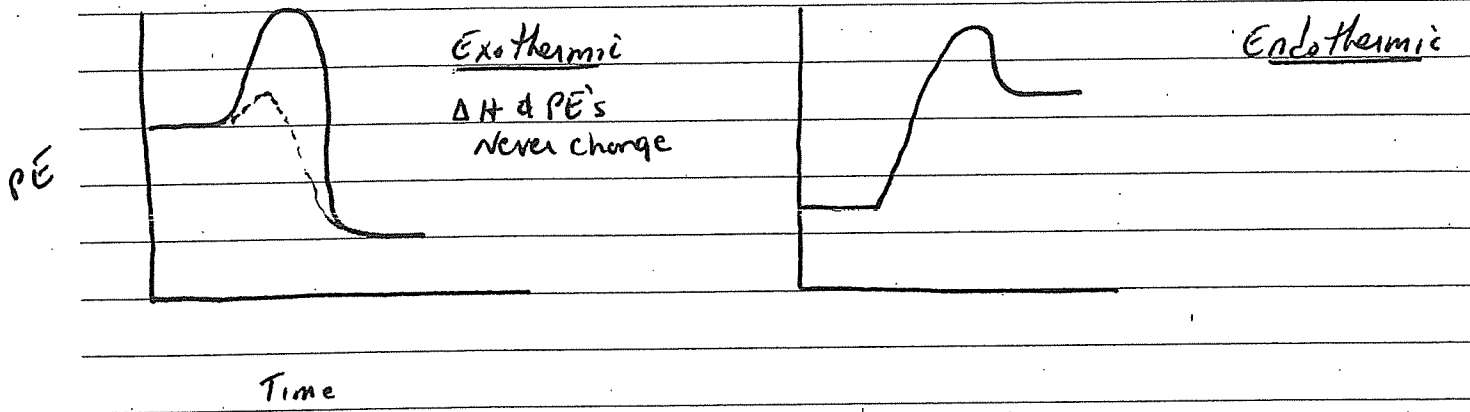 Exothermic
ΔH & PE's
Never change
PE
Time
Endothermic